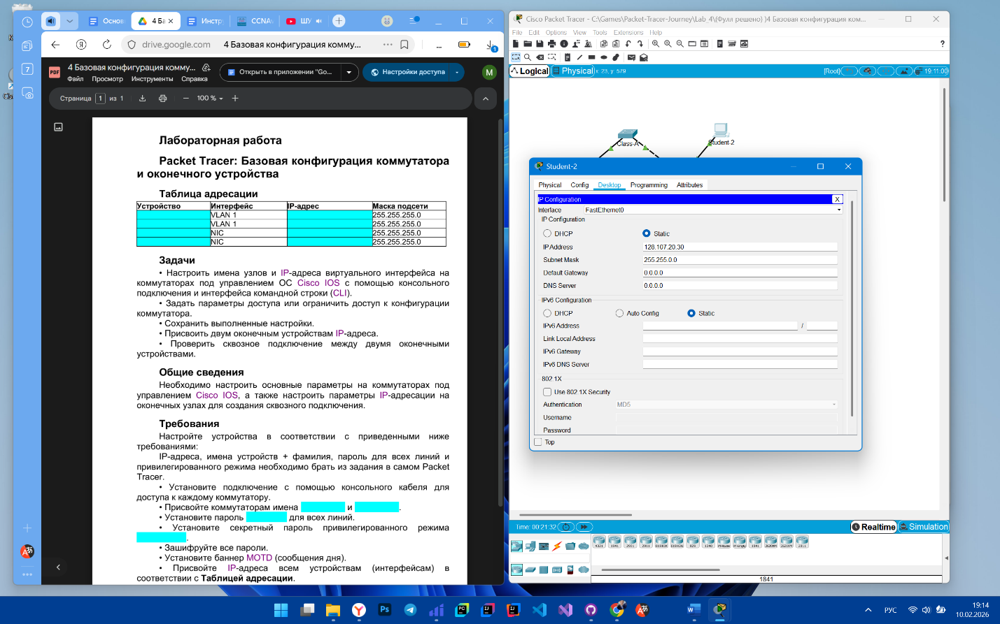 Основ
4 Ба
Инстр
CCNA
ШУ
drive.google.com
4 Базовая конфигурация комму...
1
7
PDF
4 Базовая конфигурация комму...
Файл Просмотр Инструменты Справка
Открыть в приложении "Go...
Настройки доступа
M
Страница 1 из 1
100 %
Лабораторная работа
Packet Tracer: Базовая конфигурация коммутатора
и оконечного устройства
Таблица адресации
Устройство Интерфейс IP-адрес Маска подсети
VLAN 1 255.255.255.0
VLAN 1 255.255.255.0
NIC 255.255.255.0
NIC 255.255.255.0
Задачи
• Настроить имена узлов и IP-адреса виртуального интерфейса на
коммутаторах под управлением ОС Cisco IOS с помощью консольного
подключения и интерфейса командной строки (CLI).
• Задать параметры доступа или ограничить доступ к конфигурации
коммутатора.
• Сохранить выполненные настройки.
• Присвоить двум оконечным устройствам IP-адреса.
• Проверить сквозное подключение между двумя оконечными
устройствами.
Общие сведения
Необходимо настроить основные параметры на коммутаторах под
управлением Cisco IOS, а также настроить параметры IP-адресации на
оконечных узлах для создания сквозного подключения.
Требования
Настройте устройства в соответствии с приведенными ниже
требованиями:
IP-адреса, имена устройств + фамилия, пароль для всех линий и
привилегированного режима необходимо брать из задания в самом Packet
Tracer.
• Установите подключение с помощью консольного кабеля для
доступа к каждому коммутатору.
• Присвойте коммутаторам имена и .
• Установите пароль для всех линий.
• Установите секретный пароль привилегированного режима
.
• Зашифруйте все пароли.
• Установите баннер MOTD (сообщения дня).
• Присвойте IP-адреса всем устройствам (интерфейсам) в
соответствии с Таблицей адресации.
Cisco Packet Tracer - C:\Games\Packet-Tracer-Journey\Lab_4\(Фулл решено) )4 Базовая конфигурация ком...
File Edit Options View Tools Extensions Help
?
Logical Physical x: 23, y: 579 [Root] 19:11:00
Class-A
Student-2
Student-2
Physical Config Desktop Programming Attributes
IP Configuration X
Interface FastEthernet0
IP Configuration
DHCP Static
IP Address 128.107.20.30
Subnet Mask 255.255.0.0
Default Gateway 0.0.0.0
DNS Server 0.0.0.0
IPv6 Configuration
DHCP Auto Config Static
IPv6 Address /
Link Local Address
IPv6 Gateway
IPv6 DNS Server
802.1X
Use 802.1X Security
Authentication MD5
Username
Password
Top
Time: 00:21:32
Realtime Simulation
4321 1941 2901 2911 819IOX 819HGW 829 1240 1841 2620XM 2621XM 2811
1841
Ps
PC
IJ
IJ
РУС
19:14
10.02.2026